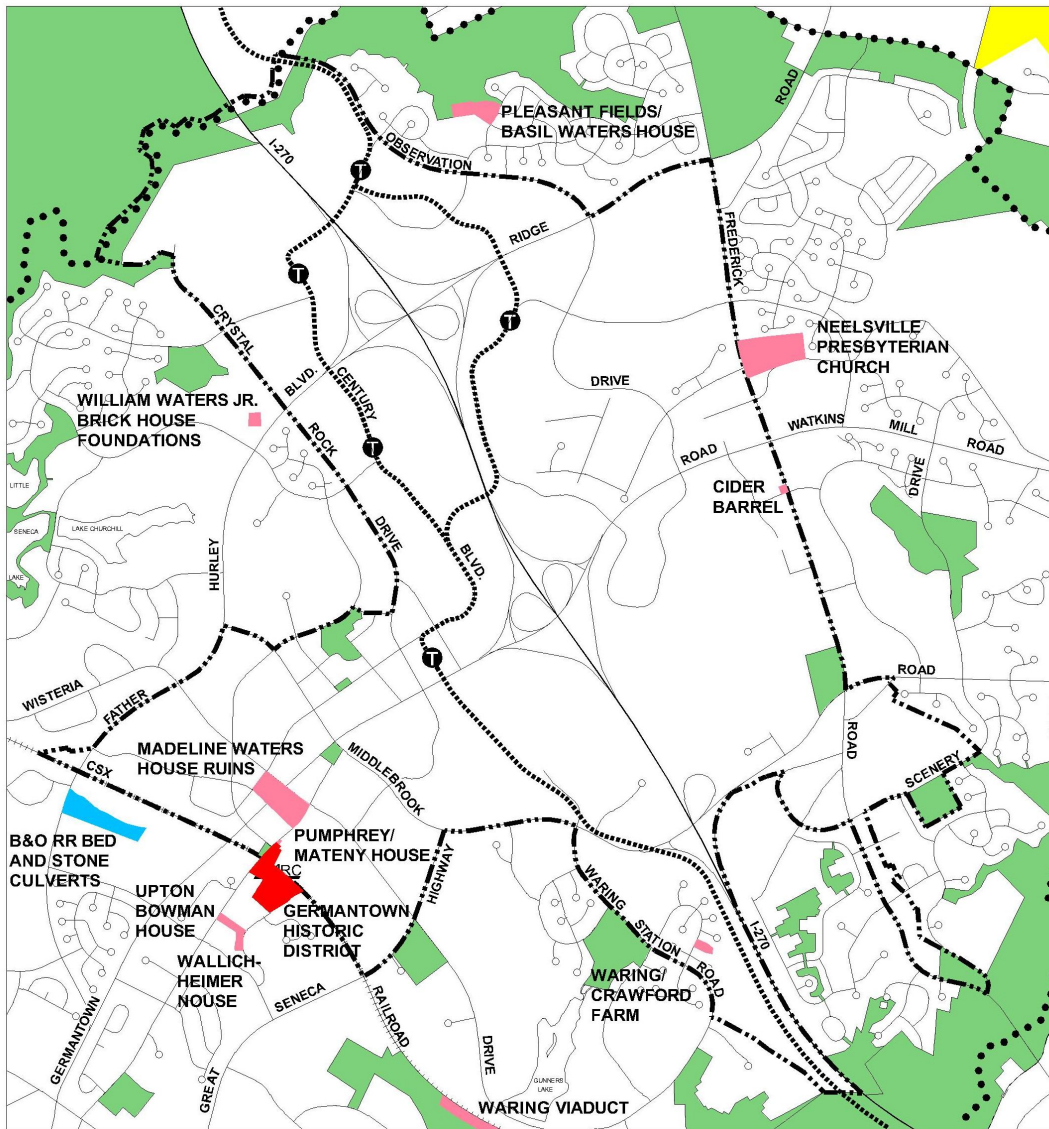 ROAD
PLEASANT FIELDS/
BASIL WATERS HOUSE
I-270
OBSERVATION
T
RIDGE
FREDERICK
T
CRYSTAL
T
NEELSVILLE
PRESBYTERIAN
CHURCH
BLVD.
CENTURY
DRIVE
WILLIAM WATERS JR.
BRICK HOUSE
FOUNDATIONS
ROCK
T
WATKINS
MILL
ROAD
ROAD
DRIVE
CIDER
BARREL
LITTLE
SENECA
LAKE
LAKE CHURCHILL
DRIVE
BLVD.
HURLEY
T
ROAD
WISTERIA
FATHER
ROAD
MADELINE WATERS
HOUSE RUINS
MIDDLEBROOK
CSX
SCENERY
B&O RR BED
AND STONE
CULVERTS
PUMPHREY/
MATENY HOUSE
HIGHWAY
WARING
STATION
ROAD
I-270
UPTON
BOWMAN
HOUSE
GERMANTOWN
HISTORIC
DISTRICT
WALLICH-
HEIMER
NOUSE
SENECA
RAILROAD
WARING/
CRAWFORD
FARM
GERMANTOWN
GREAT
DRIVE
GUNNERS
LAKE
WARING VIADUCT